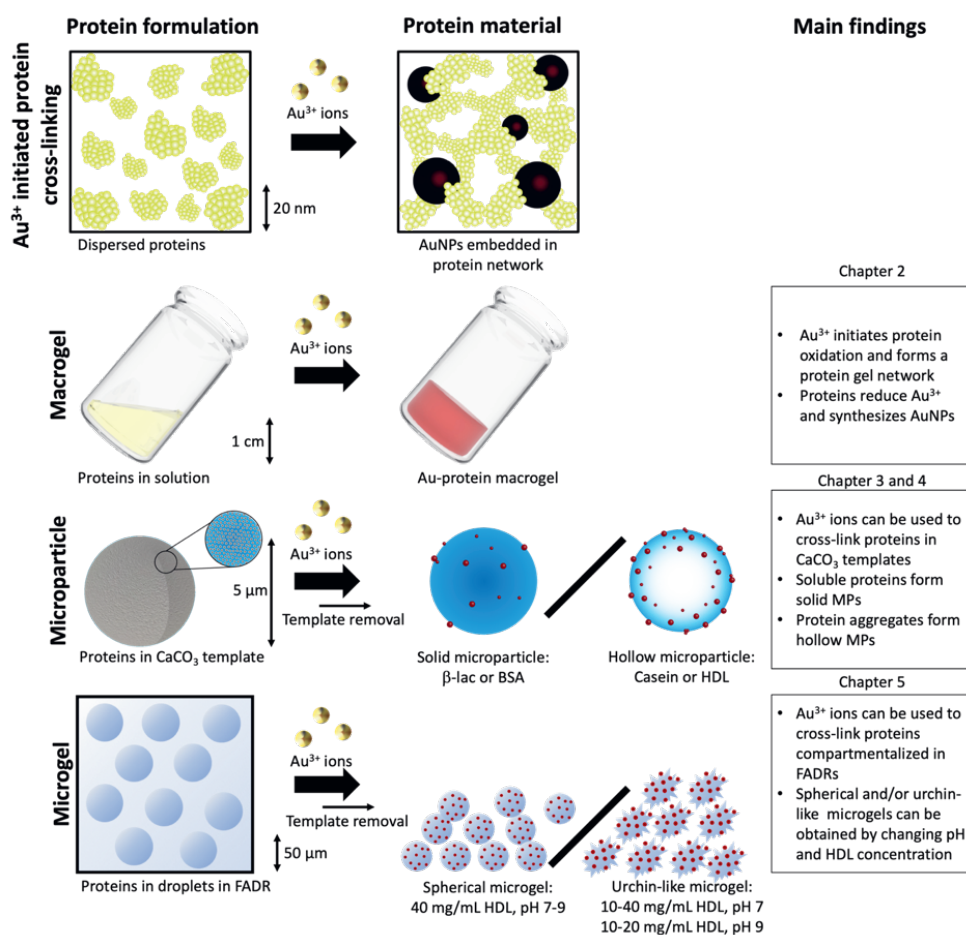 Protein formulation
Protein material
Main findings
Au³⁺ initiated protein
cross-linking
Au³⁺ ions
20 nm
Dispersed proteins
AuNPs embedded in
protein network
Macrogel
Au³⁺ ions
1 cm
Proteins in solution
Au-protein macrogel
Chapter 2
• Au³⁺ initiates protein
oxidation and forms a
protein gel network
• Proteins reduce Au³⁺
and synthesizes AuNPs
Microparticle
Au³⁺ ions
5 µm
Template removal
Proteins in CaCO₃ template
Solid microparticle:
β-lac or BSA
Hollow microparticle:
Casein or HDL
Chapter 3 and 4
• Au³⁺ ions can be used to
cross-link proteins in
CaCO₃ templates
• Soluble proteins form
solid MPs
• Protein aggregates form
hollow MPs
Microgel
Au³⁺ ions
Template removal
50 µm
Proteins in droplets in FADR
Spherical microgel:
40 mg/mL HDL, pH 7-9
Urchin-like microgel:
10-40 mg/mL HDL, pH 7
10-20 mg/mL HDL, pH 9
Chapter 5
• Au³⁺ ions can be used to
cross-link proteins
compartmentalized in
FADRs
• Spherical and/or urchin-
like microgels can be
obtained by changing pH
and HDL concentration